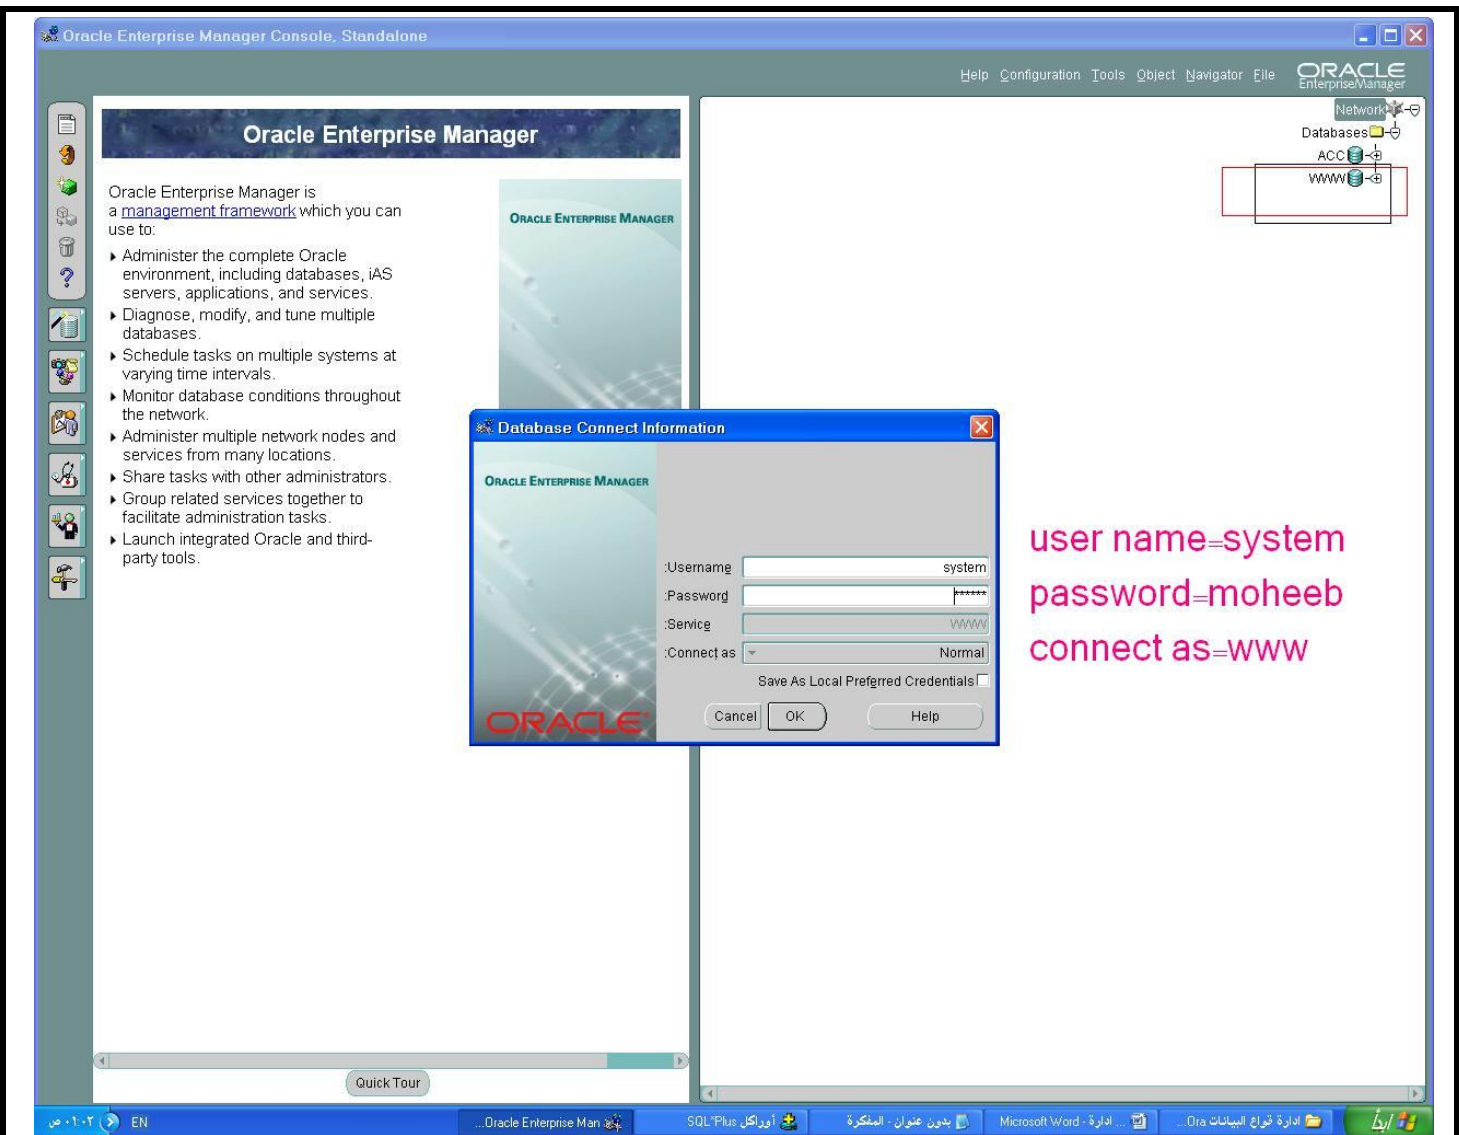 Oracle Enterprise Manager Console, Standalone
Help Configuration Tools Object Navigator File
ORACLE
EnterpriseManager
Oracle Enterprise Manager
Oracle Enterprise Manager is
a management framework which you can
use to:
Administer the complete Oracle
environment, including databases, iAS
servers, applications, and services.
Diagnose, modify, and tune multiple
databases.
Schedule tasks on multiple systems at
varying time intervals.
Monitor database conditions throughout
the network.
Administer multiple network nodes and
services from many locations.
Share tasks with other administrators.
Group related services together to
facilitate administration tasks.
Launch integrated Oracle and third-
party tools.
ORACLE ENTERPRISE MANAGER
Network
Databases
ACC
WWW
Database Connect Information
ORACLE ENTERPRISE MANAGER
:Username system
:Password ******
:Service WWW
:Connect as Normal
Save As Local Preferred Credentials
Cancel OK Help
ORACLE
user name=system
password=moheeb
connect as=www
Quick Tour
٠١:٠٢ ص
EN
...Oracle Enterprise Man
أوراكل SQL*Plus
بدون عنوان - المفكرة
ادارة ... - Microsoft Word
ادارة قواع البيانات Ora...
ابدأ